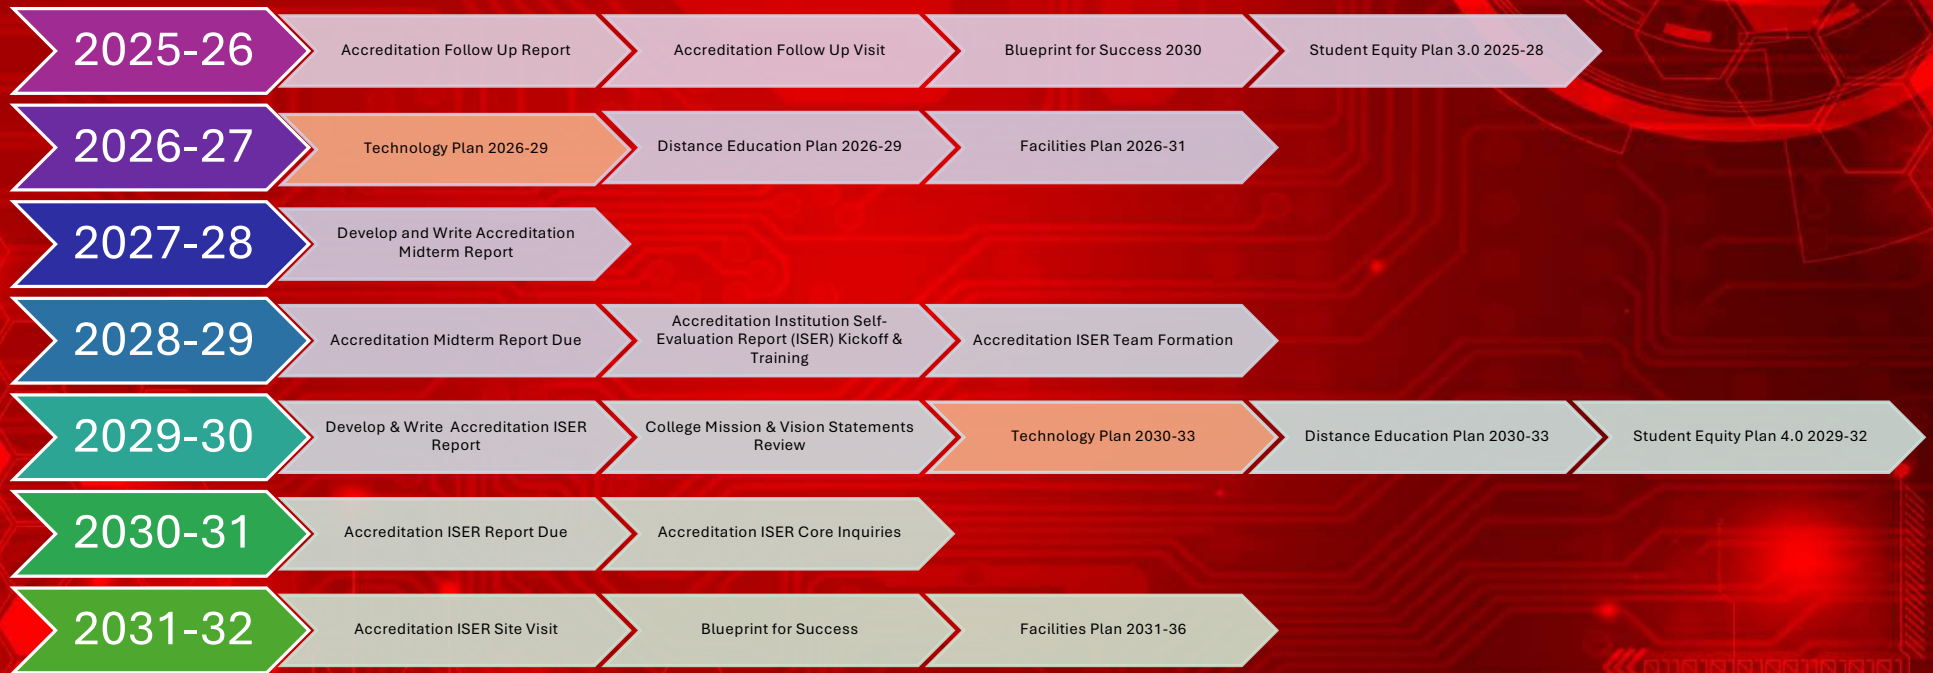 2025-26
Accreditation Follow Up Report
Accreditation Follow Up Visit
Blueprint for Success 2030
Student Equity Plan 3.0 2025-28
2026-27
Technology Plan 2026-29
Distance Education Plan 2026-29
Facilities Plan 2026-31
2027-28
Develop and Write Accreditation
Midterm Report
2028-29
Accreditation Midterm Report Due
Accreditation Institution Self-
Evaluation Report (ISER) Kickoff &
Training
Accreditation ISER Team Formation
2029-30
Develop & Write  Accreditation ISER
Report
College Mission & Vision Statements
Review
Technology Plan 2030-33
Distance Education Plan 2030-33
Student Equity Plan 4.0 2029-32
2030-31
Accreditation ISER Report Due
Accreditation ISER Core Inquiries
2031-32
Accreditation ISER Site Visit
Blueprint for Success
Facilities Plan 2031-36